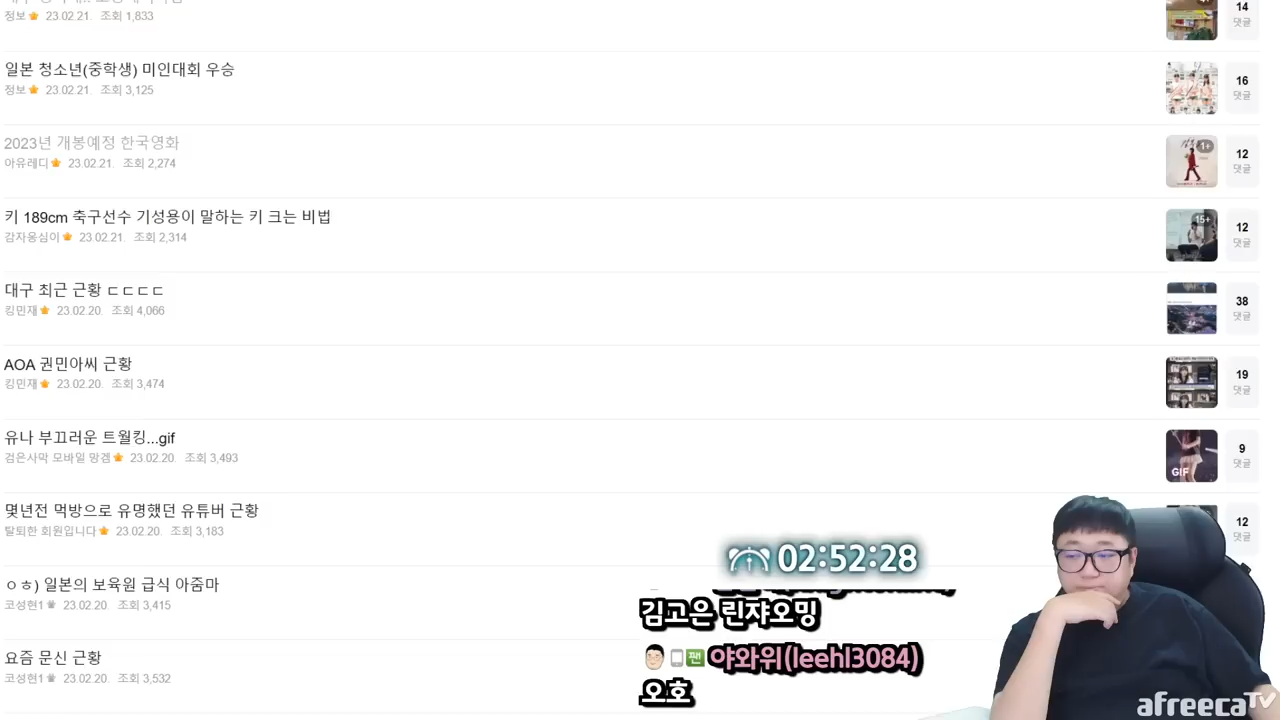 정보 23.02.21. 조회 1,833
14
일본 청소년(중학생) 미인대회 우승
정보 23.02.21. 조회 3,125
16
댓글
2023년 개봉예정 한국영화
아유레디 23.02.21. 조회 2,274
1+
12
댓글
키 189cm 축구선수 기성용이 말하는 키 크는 비법
감자옹심이 23.02.21. 조회 2,314
15+
12
댓글
대구 최근 근황 ㄷㄷㄷㄷ
킹민재 23.02.20. 조회 4,066
38
댓글
AOA 권민아씨 근황
킹민재 23.02.20. 조회 3,474
19
댓글
유나 부끄러운 트월킹...gif
검은사막 모바일 망겜 23.02.20. 조회 3,493
GIF
9
댓글
몇년전 먹방으로 유명했던 유튜버 근황
탈퇴한 회원입니다 23.02.20. 조회 3,183
12
댓글
ㅇㅎ) 일본의 보육원 급식 아줌마
코성현1 23.02.20. 조회 3,415
요즘 문신 근황
코성현1 23.02.20. 조회 3,532
02:52:28
김고은 린쟈오밍
팬 야와위(leehl3084)
오호
afreecaTV